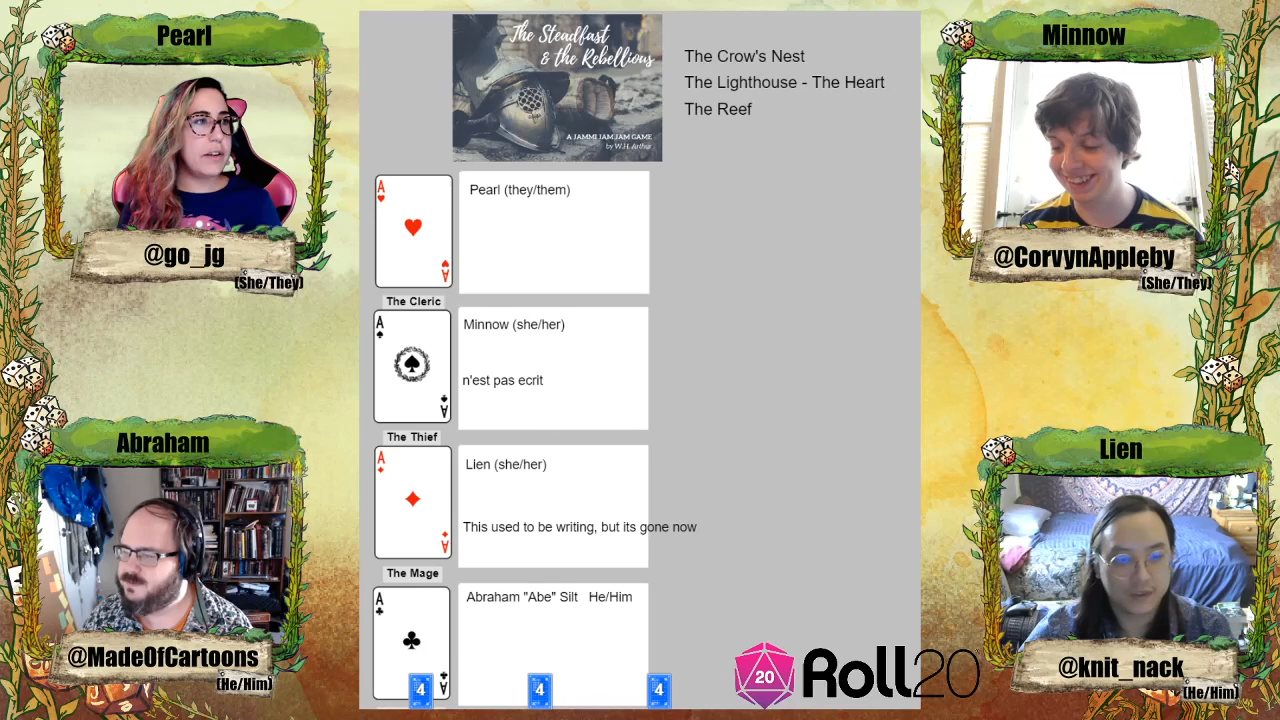 Pearl
@go_jg
(She/They)
Abraham
@MadeOfCartoons
(He/Him)
The Steadfast
& the Rebellious
A JAMMI JAM JAM GAME
by W.H. Arthur
The Crow's Nest
The Lighthouse - The Heart
The Reef
A
A
Pearl (they/them)
The Cleric
A
A
Minnow (she/her)
n'est pas ecrit
The Thief
A
A
Lien (she/her)
This used to be writing, but its gone now
The Mage
A
A
Abraham "Abe" Silt He/Him
4
4
4
20
Roll20
Minnow
@CorvynAppleby
(She/They)
Lien
@knit_nack
(He/Him)